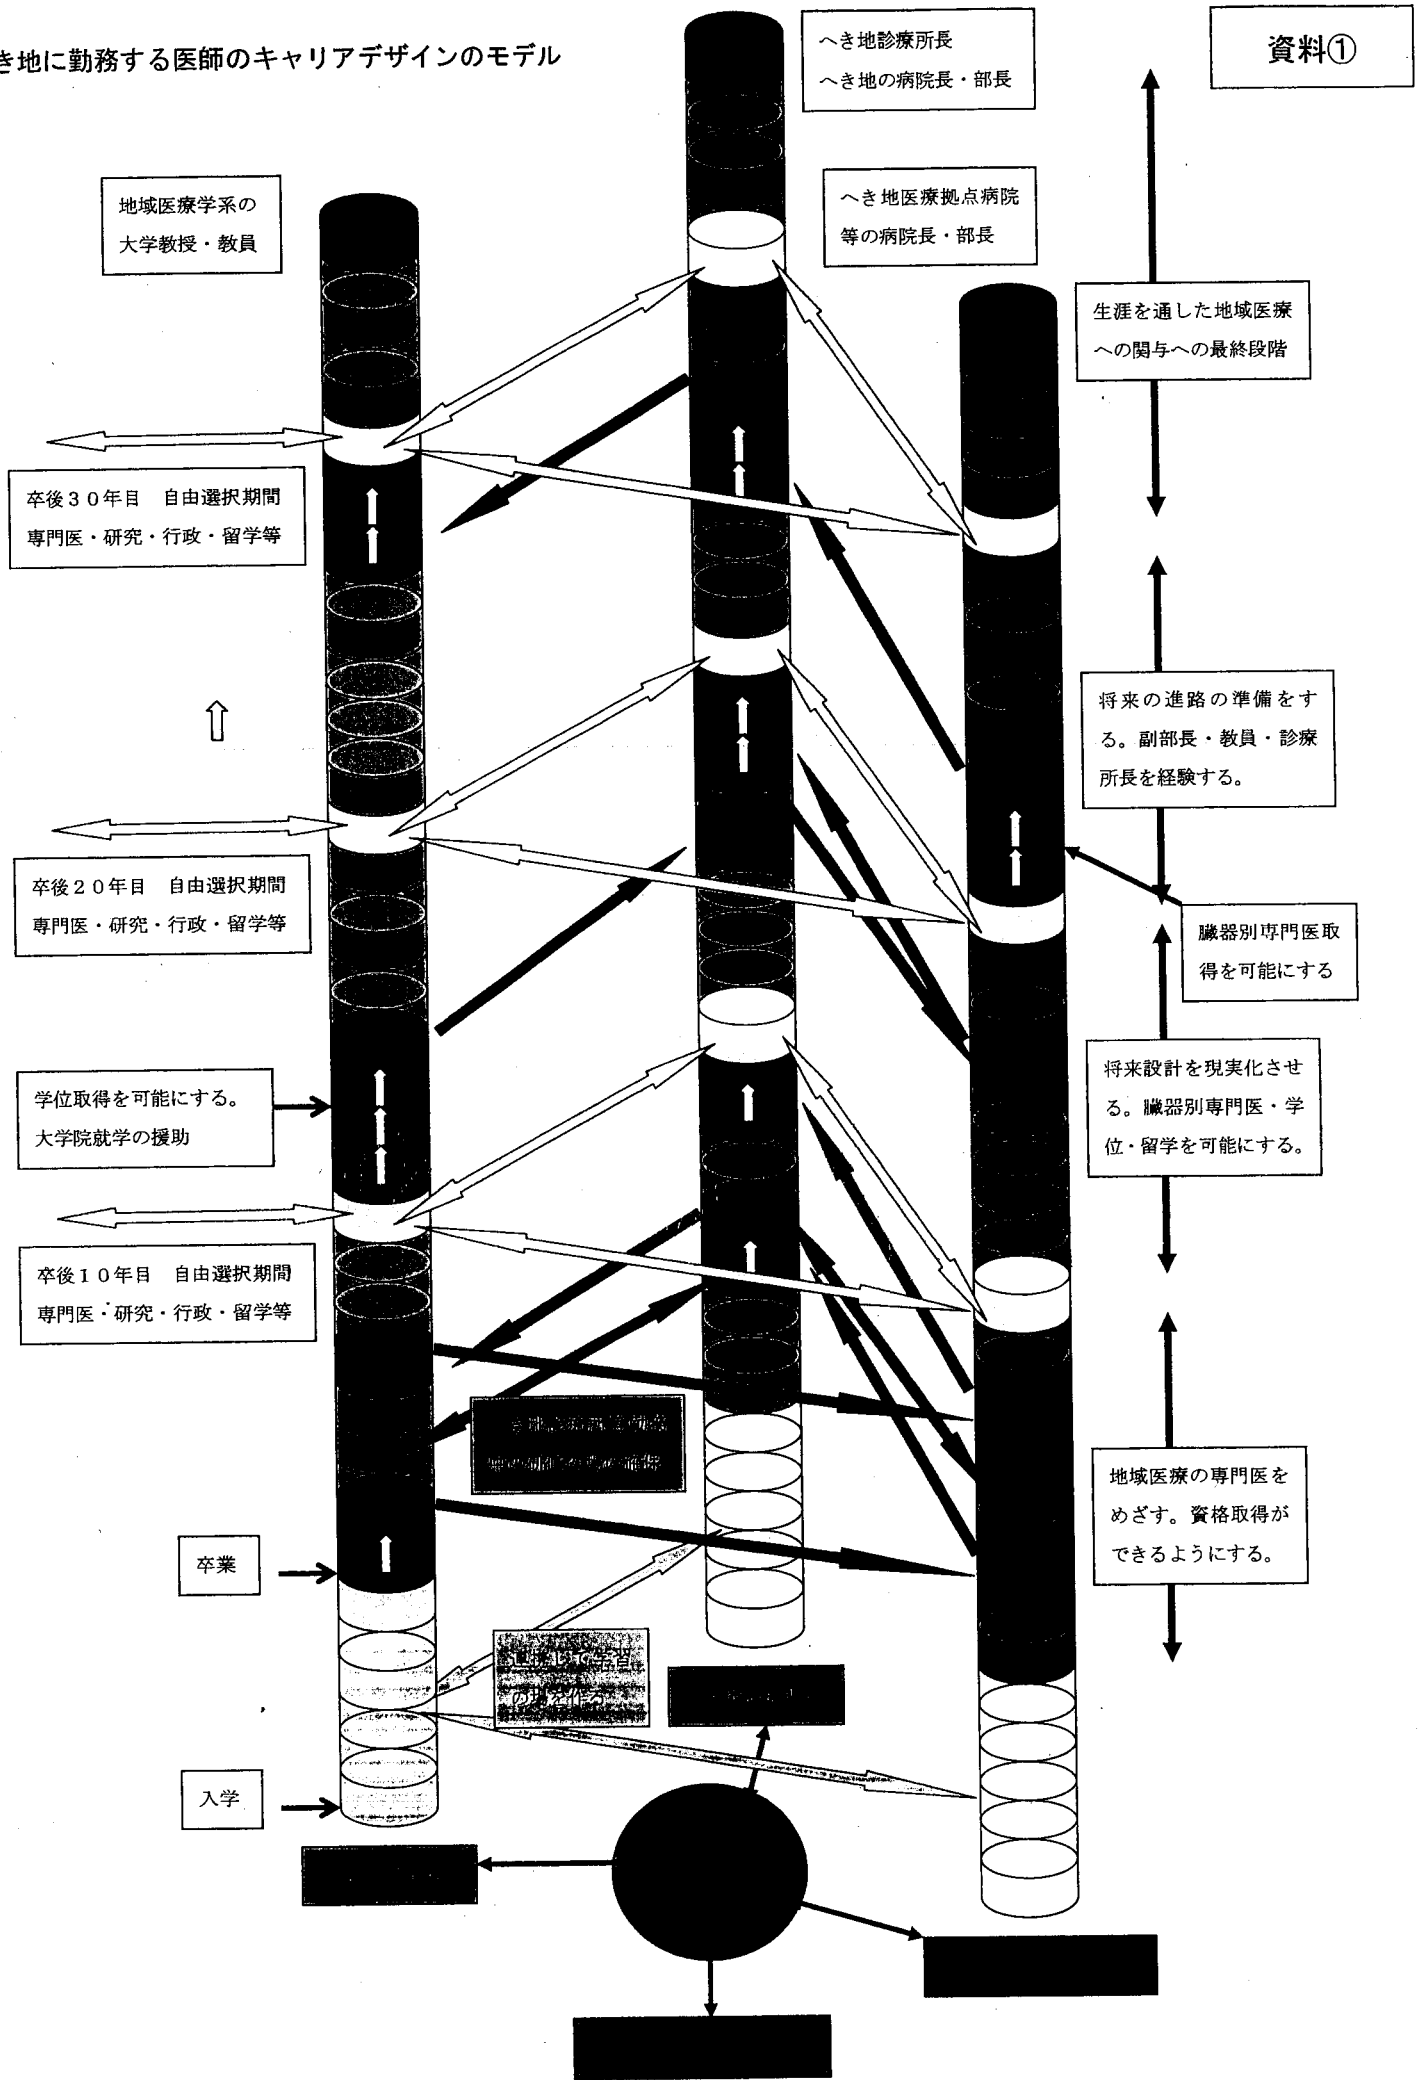 き地に勤務する医師のキャリアデザインのモデル
資料①
へき地診療所長
へき地の病院長・部長
地域医療学系の
大学教授・教員
へき地医療拠点病院
等の病院長・部長
生涯を通した地域医療
への関与への最終段階
卒後30年目 自由選択期間
専門医・研究・行政・留学等
将来の進路の準備をす
る。副部長・教員・診療
所長を経験する。
卒後20年目 自由選択期間
専門医・研究・行政・留学等
臓器別専門医取
得を可能にする
学位取得を可能にする。
大学院就学の援助
将来設計を現実化させ
る。臓器別専門医・学
位・留学を可能にする。
卒後10年目 自由選択期間
専門医・研究・行政・留学等
地域医療の専門医を
めざす。資格取得が
できるようにする。
卒業
連携して学習
の場を作る
入学